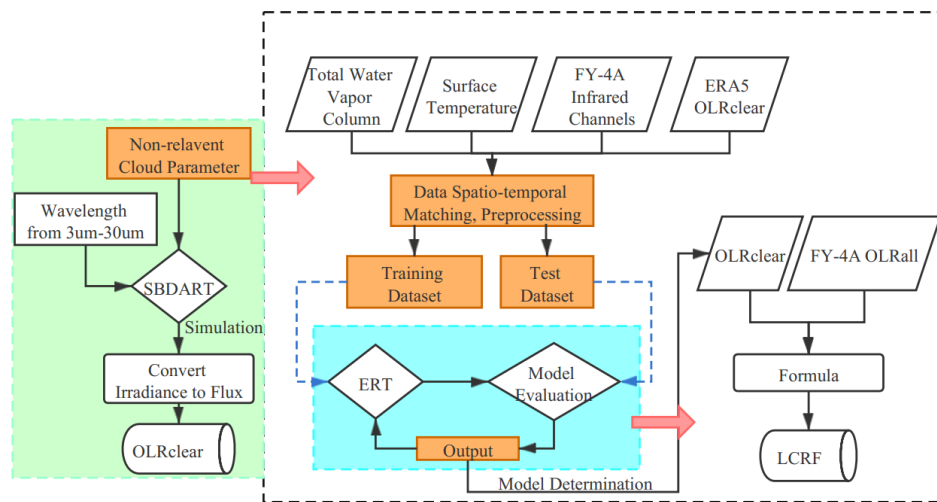 Total Water
Vapor
Column
Surface
Temperature
FY-4A
Infrared
Channels
ERA5
OLRclear
Non-relavent
Cloud Parameter
Wavelength
from 3um-30um
SBDART
Simulation
Convert
Irradiance to Flux
OLRclear
Data Spatio-temporal
Matching, Preprocessing
Training
Dataset
Test
Dataset
ERT
Model
Evaluation
Output
Model Determination
OLRclear
FY-4A OLRall
Formula
LCRF